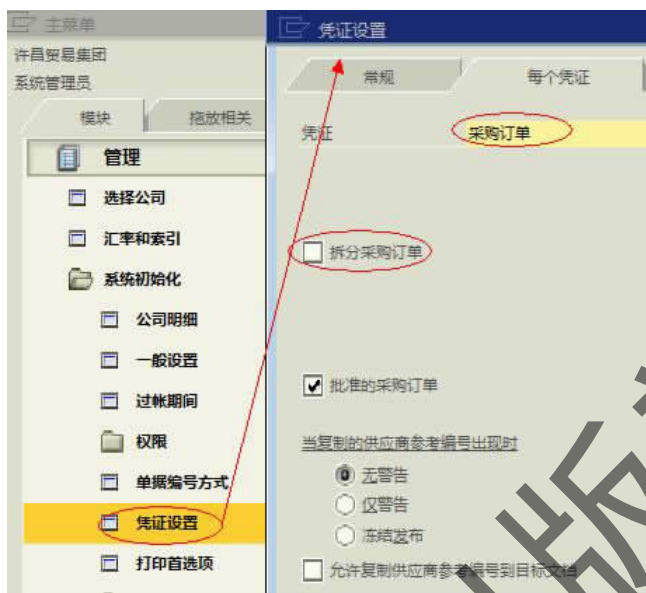 主菜单
许昌贸易集团
系统管理员
模块
拖放相关
管理
选择公司
汇率和索引
系统初始化
公司明细
一般设置
过帐期间
权限
单据编号方式
凭证设置
打印首选项
凭证设置
常规
每个凭证
凭证
采购订单
拆分采购订单
批准的采购订单
当复制的供应商参考编号出现时
无警告
仅警告
冻结发布
允许复制供应商参考编号到目标文档
版